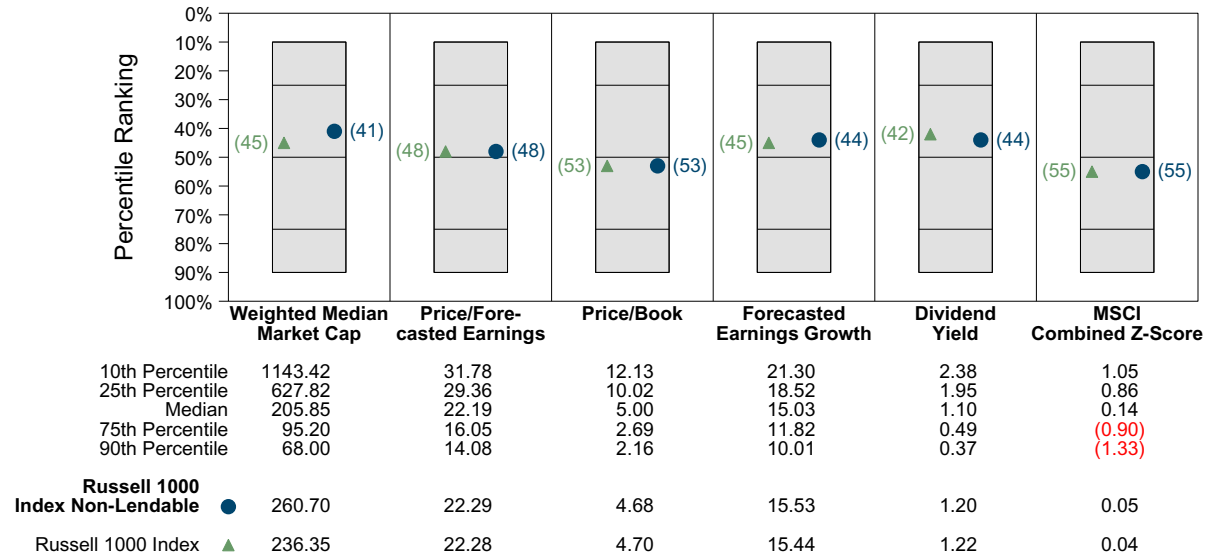 Percentile Ranking
0%
10%
20%
30%
40%
50%
60%
70%
80%
90%
100%
(45) (41) (48) (48) (53) (53) (45) (44) (42) (44) (55) (55)
Weighted Median
Market Cap
Price/Fore-
casted Earnings
Price/Book
Forecasted
Earnings Growth
Dividend
Yield
MSCI
Combined Z-Score
10th Percentile 1143.42 31.78 12.13 21.30 2.38 1.05
25th Percentile 627.82 29.36 10.02 18.52 1.95 0.86
Median 205.85 22.19 5.00 15.03 1.10 0.14
75th Percentile 95.20 16.05 2.69 11.82 0.49 (0.90)
90th Percentile 68.00 14.08 2.16 10.01 0.37 (1.33)
Russell 1000
Index Non-Lendable 260.70 22.29 4.68 15.53 1.20 0.05
Russell 1000 Index 236.35 22.28 4.70 15.44 1.22 0.04